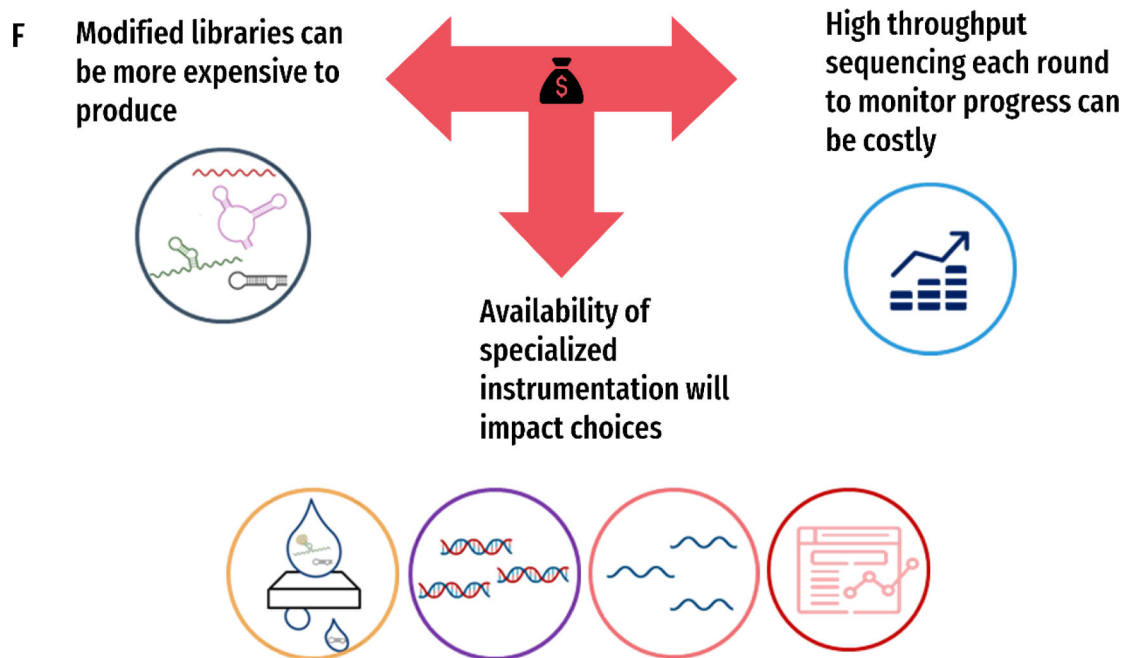 F
Modified libraries can
be more expensive to
produce
$
High throughput
sequencing each round
to monitor progress can
be costly
Availability of
specialized
instrumentation will
impact choices